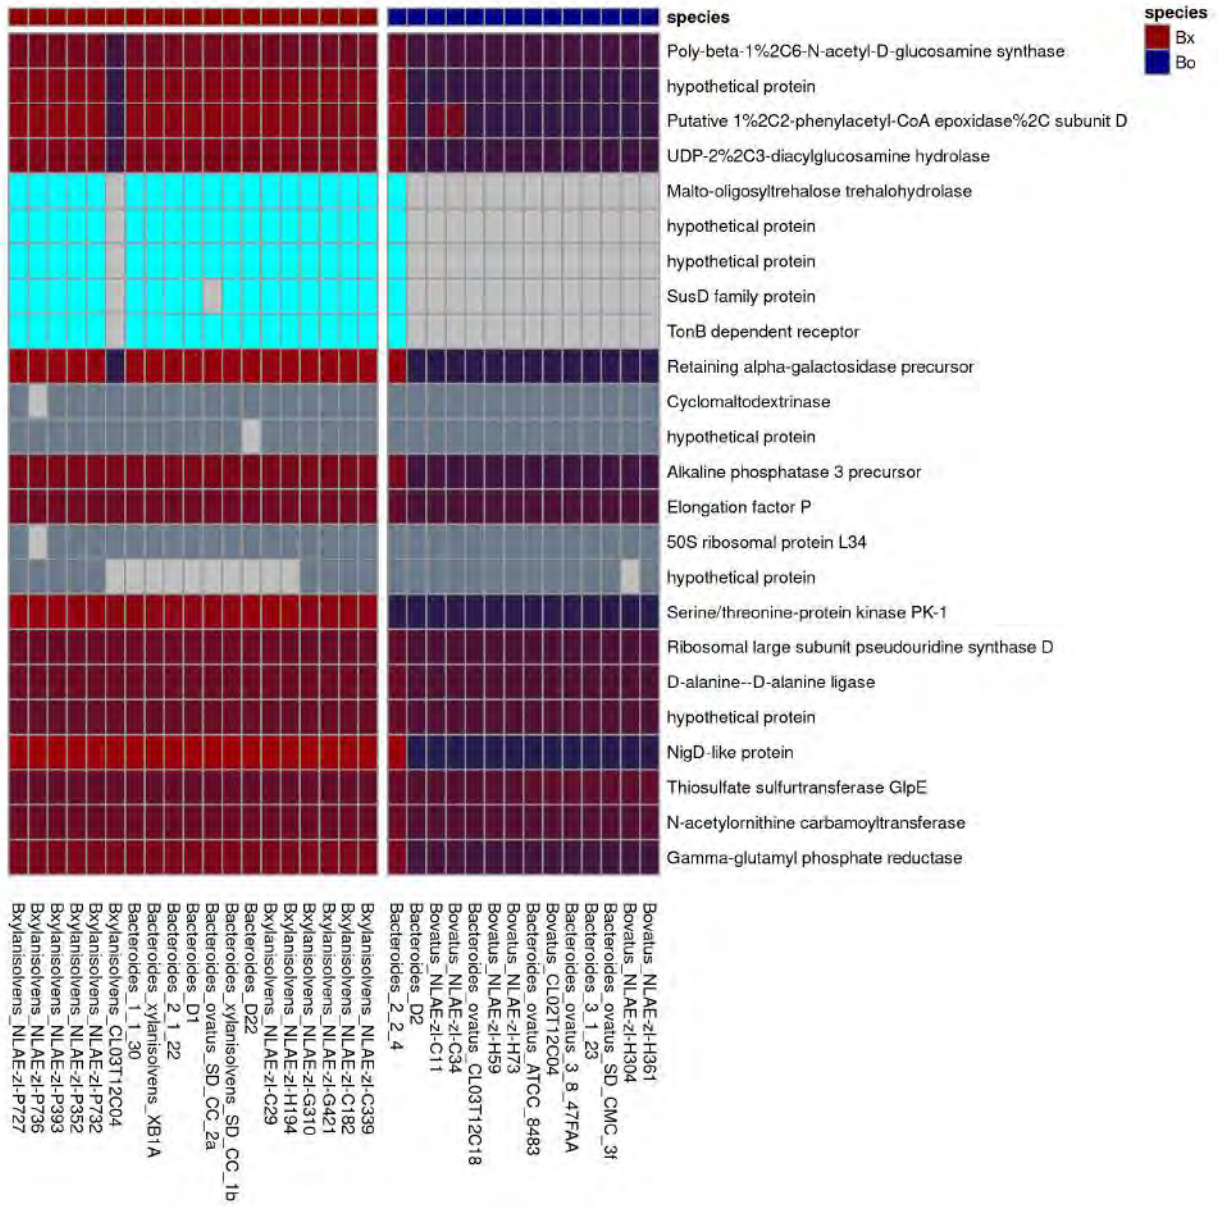 species
species
Bx
Bo
Poly-beta-1%2C6-N-acetyl-D-glucosamine synthase
hypothetical protein
Putative 1%2C2-phenylacetyl-CoA epoxidase%2C subunit D
UDP-2%2C3-diacylglucosamine hydrolase
Malto-oligosyltrehalose trehalohydrolase
hypothetical protein
hypothetical protein
SusD family protein
TonB dependent receptor
Retaining alpha-galactosidase precursor
Cyclomaltodextrinase
hypothetical protein
Alkaline phosphatase 3 precursor
Elongation factor P
50S ribosomal protein L34
hypothetical protein
Serine/threonine-protein kinase PK-1
Ribosomal large subunit pseudouridine synthase D
D-alanine--D-alanine ligase
hypothetical protein
NigD-like protein
Thiosulfate sulfurtransferase GlpE
N-acetylornithine carbamoyltransferase
Gamma-glutamyl phosphate reductase
Bxylanisolvens_NLAE-zl-P727
Bxylanisolvens_NLAE-zl-P736
Bxylanisolvens_NLAE-zl-P393
Bxylanisolvens_NLAE-zl-P352
Bxylanisolvens_NLAE-zl-P732
Bxylanisolvens_CL03T12C04
Bacteroides_1_1_30
Bacteroides_xylanisolvens_XB1A
Bacteroides_2_1_22
Bacteroides_D1
Bacteroides_ovatus_SD_CC_2a
Bacteroides_xylanisolvens_SD_CC_1b
Bacteroides_D22
Bxylanisolvens_NLAE-zl-C29
Bxylanisolvens_NLAE-zl-H194
Bxylanisolvens_NLAE-zl-G310
Bxylanisolvens_NLAE-zl-G421
Bxylanisolvens_NLAE-zl-C182
Bxylanisolvens_NLAE-zl-C339
Bacteroides_2_2_4
Bacteroides_D2
Bovatus_NLAE-zl-C11
Bovatus_NLAE-zl-C34
Bacteroides_ovatus_CL03T12C18
Bovatus_NLAE-zl-H59
Bovatus_NLAE-zl-H73
Bacteroides_ovatus_ATCC_8483
Bovatus_CL02T12C04
Bacteroides_ovatus_3_8_47FAA
Bacteroides_3_1_23
Bacteroides_ovatus_SD_CMC_3f
Bovatus_NLAE-zl-H304
Bovatus_NLAE-zl-H361